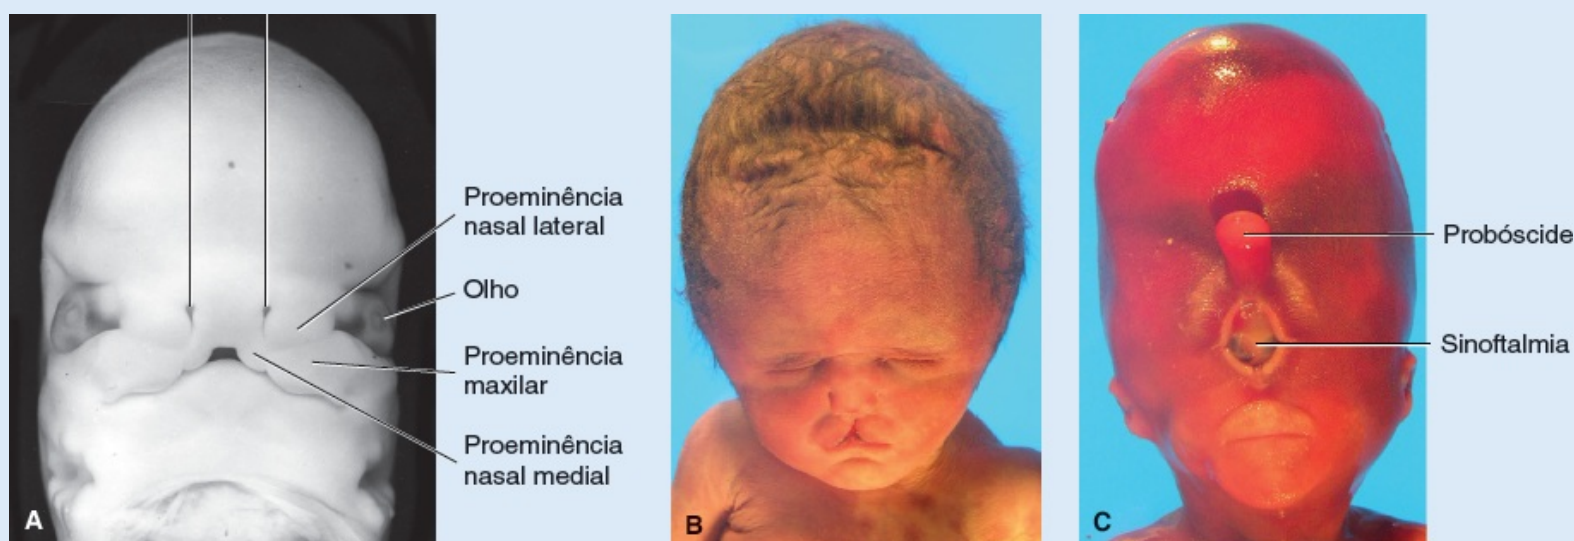 Proeminência
nasal lateral
Olho
Proeminência
maxilar
Proeminência
nasal medial
A
B
Probóscide
Sinoftalmia
C